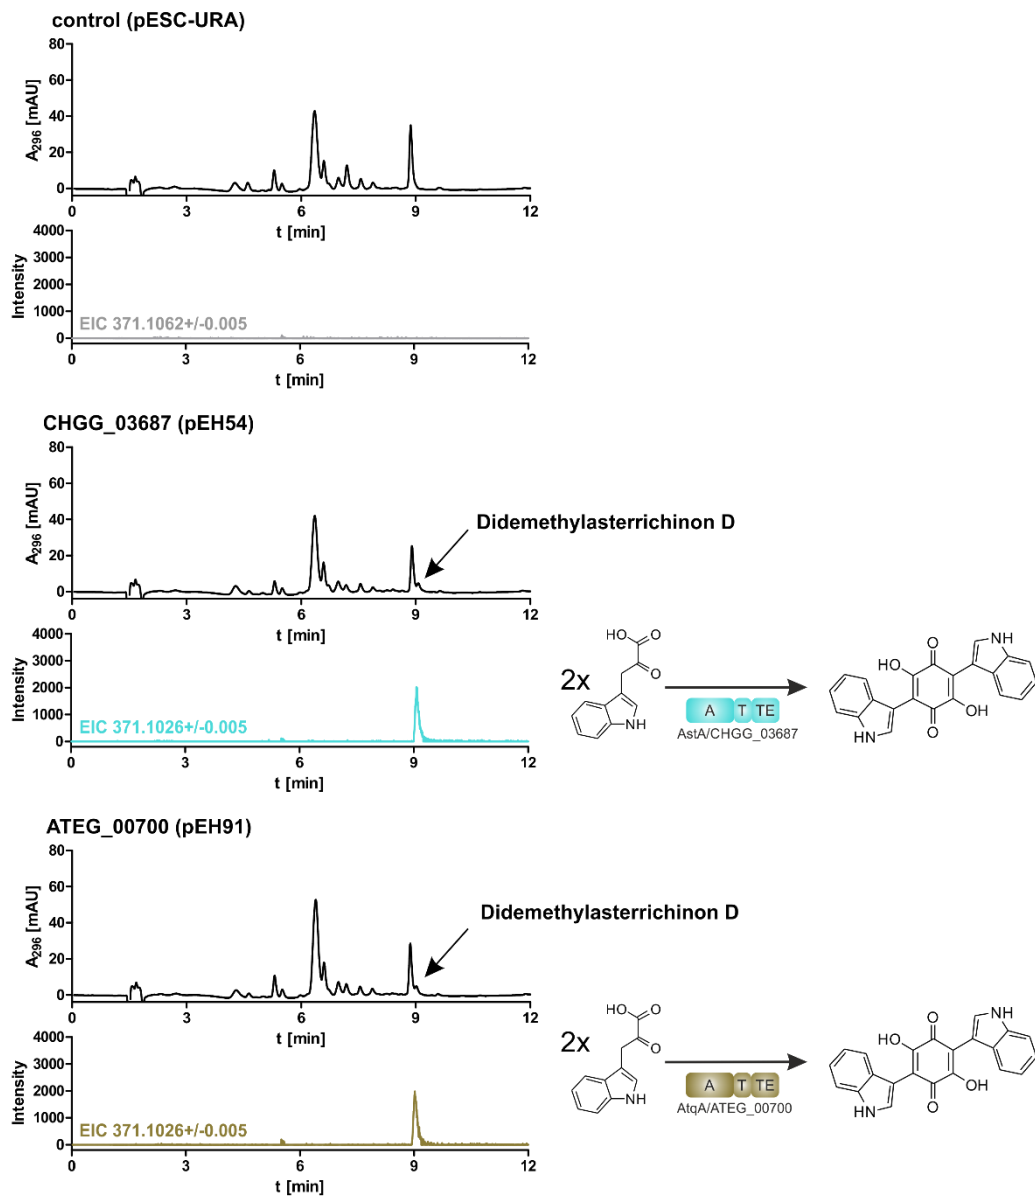 control (pESC-URA)
80
60
40
20
0
A296 [mAU]
0 3 6 9 12
t [min]
4000
3000
2000
1000
0
Intensity
EIC 371.1062+/-0.005
0 3 6 9 12
t [min]
CHGG_03687 (pEH54)
80
60
40
20
0
A296 [mAU]
Didemethylasterrichinon D
0 3 6 9 12
t [min]
4000
3000
2000
1000
0
Intensity
EIC 371.1026+/-0.005
0 3 6 9 12
t [min]
2x
HO
O
O
NH
A T TE
AstA/CHGG_03687
NH
O
HO
OH
O
HN
ATEG_00700 (pEH91)
80
60
40
20
0
A296 [mAU]
Didemethylasterrichinon D
0 3 6 9 12
t [min]
4000
3000
2000
1000
0
Intensity
EIC 371.1026+/-0.005
0 3 6 9 12
t [min]
2x
HO
O
O
NH
A T TE
AtqA/ATEG_00700
NH
O
HO
OH
O
HN